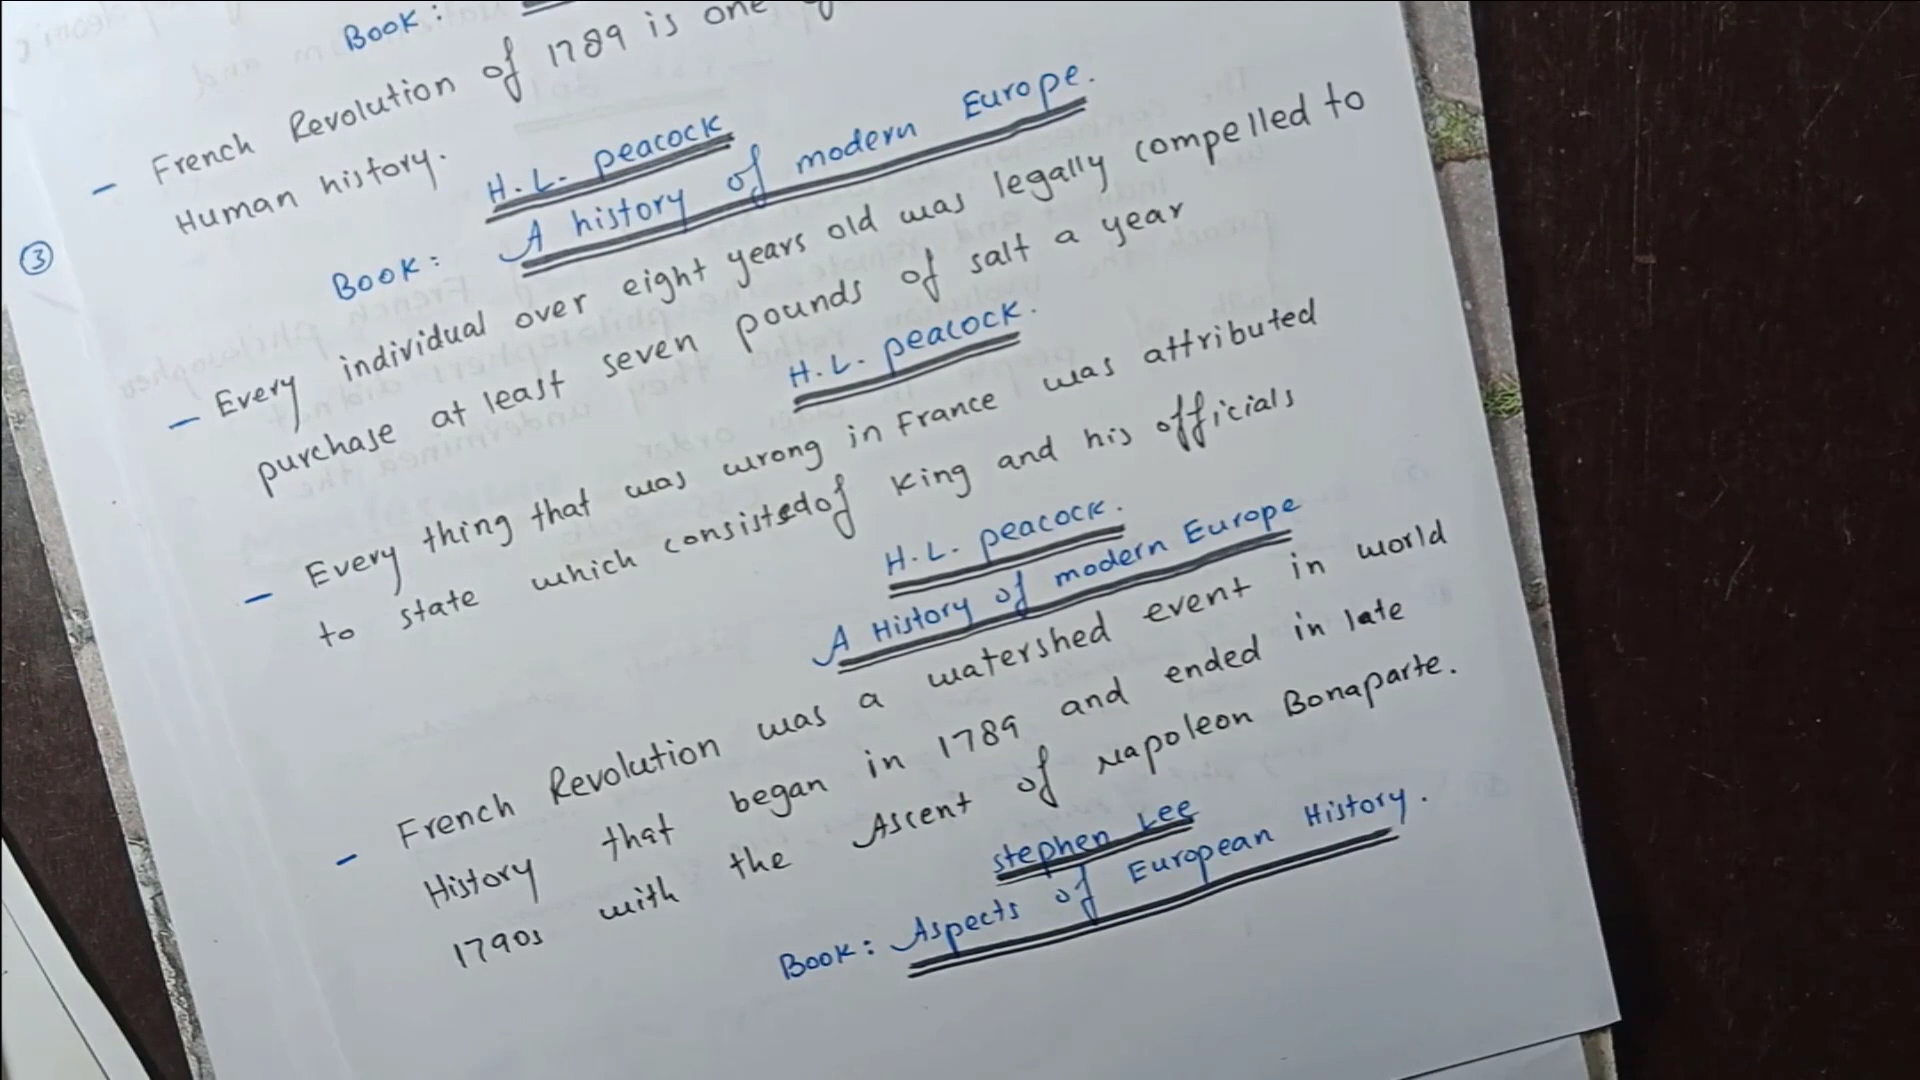 Book:
- French Revolution of 1789 is one
Human history.
H.L. peacock
③
Book: A history of modern Europe.
- Every individual over eight years old was legally compelled to
purchase at least seven pounds of salt a year
H.L. peacock.
- Every thing that was wrong in France was attributed
to state which consistedof King and his officials
H.L. peacock.
A History of modern Europe
- French Revolution was a watershed event in world
History that began in 1789 and ended in late
1790s with the Ascent of Napoleon Bonaparte.
stephen Lee
Book: Aspects of European History.